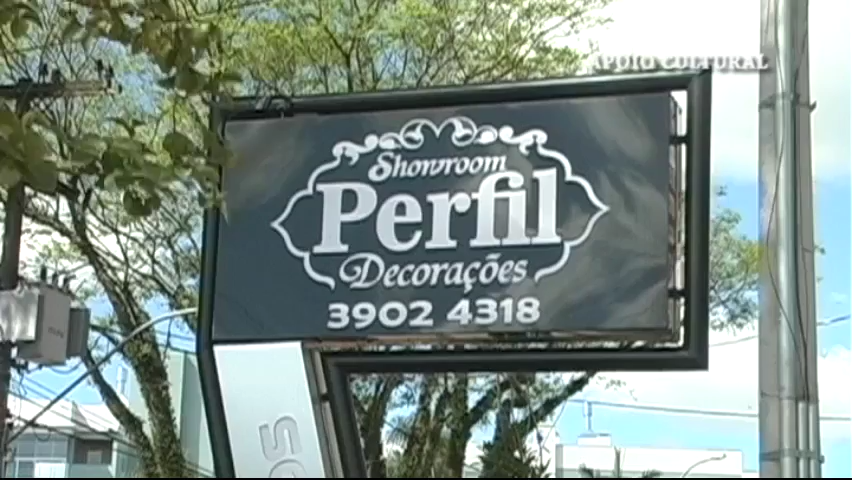 APOIO CULTURAL
Showroom
Perfil
Decorações
3902 4318